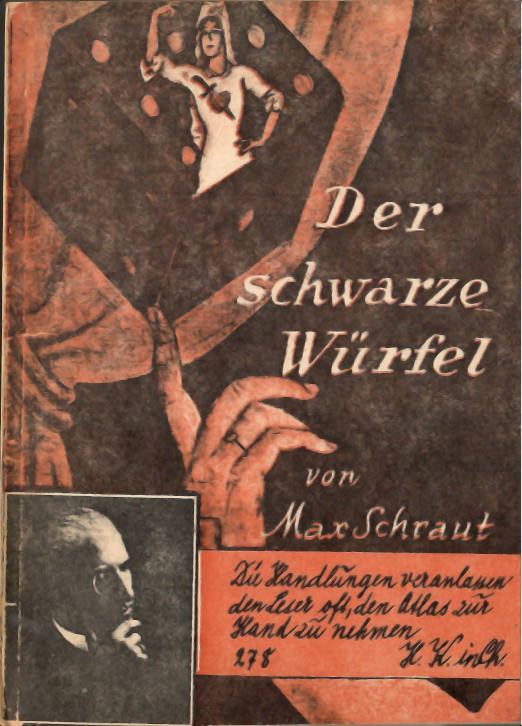 Der
schwarze
Würfel
von
Max Schraut
Die Handlungen veranlassen
den Leser oft, den Atlas zur
Hand zu nehmen
278 H. K. in Ch.